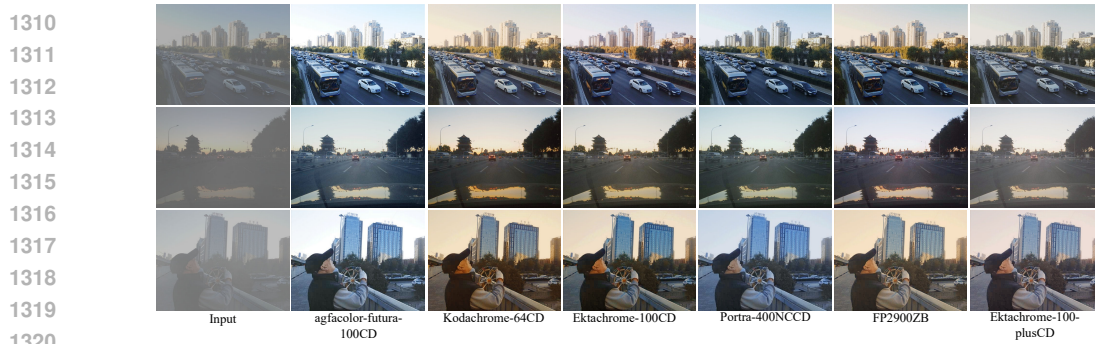 1310
1311
1312
1313
1314
1315
1316
1317
1318
1319
1320
Input
agfacolor-futura-
100CD
Kodachrome-64CD
Ektachrome-100CD
Portra-400NCCD
FP2900ZB
Ektachrome-100-
plusCD